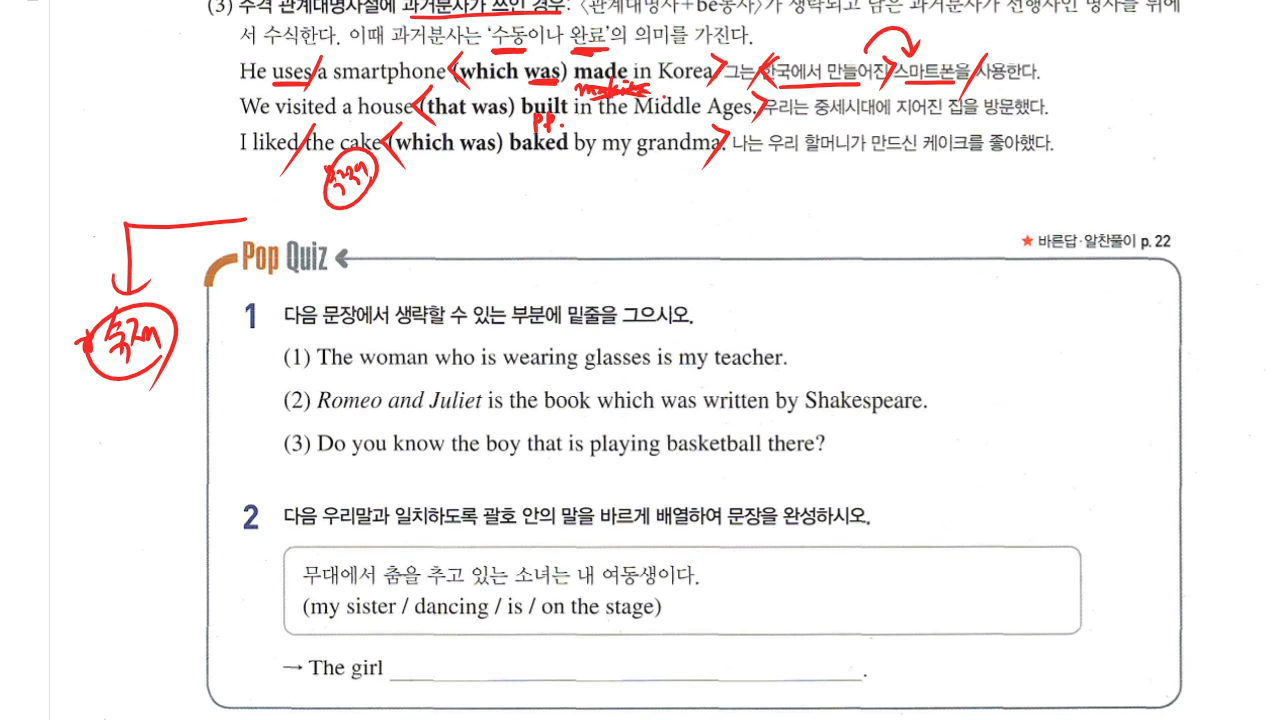 (3) 주격 관계대명사절에 과거분사가 쓰인 경우: 〈관계대명사+be동사〉가 생략되고 남은 과거분사가 선행사인 명사를 뒤에
서 수식한다. 이때 과거분사는 '수동이나 완료'의 의미를 가진다.
He uses a smartphone (which was) made in Korea. 그는 한국에서 만들어진 스마트폰을 사용한다.
We visited a house (that was) built in the Middle Ages. 우리는 중세시대에 지어진 집을 방문했다.
p.p.
I liked the cake (which was) baked by my grandma. 나는 우리 할머니가 만드신 케이크를 좋아했다.
Pop Quiz
★ 바른답·알찬풀이 p. 22
숙제
1 다음 문장에서 생략할 수 있는 부분에 밑줄을 그으시오.
(1) The woman who is wearing glasses is my teacher.
(2) Romeo and Juliet is the book which was written by Shakespeare.
(3) Do you know the boy that is playing basketball there?
2 다음 우리말과 일치하도록 괄호 안의 말을 바르게 배열하여 문장을 완성하시오.
무대에서 춤을 추고 있는 소녀는 내 여동생이다.
(my sister / dancing / is / on the stage)
→ The girl ______.